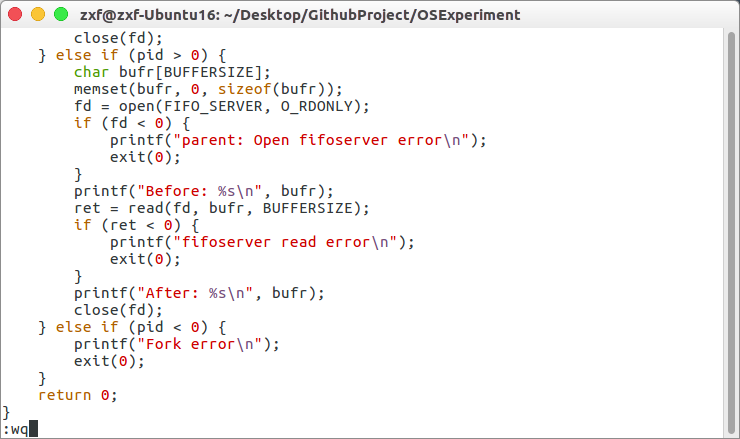 zxf@zxf-Ubuntu16: ~/Desktop/GithubProject/OSExperiment
        close(fd);
    } else if (pid > 0) {
        char bufr[BUFFERSIZE];
        memset(bufr, 0, sizeof(bufr));
        fd = open(FIFO_SERVER, O_RDONLY);
        if (fd < 0) {
            printf("parent: Open fifoserver error\n");
            exit(0);
        }
        printf("Before: %s\n", bufr);
        ret = read(fd, bufr, BUFFERSIZE);
        if (ret < 0) {
            printf("fifoserver read error\n");
            exit(0);
        }
        printf("After: %s\n", bufr);
        close(fd);
    } else if (pid < 0) {
        printf("Fork error\n");
        exit(0);
    }
    return 0;
}
:wq